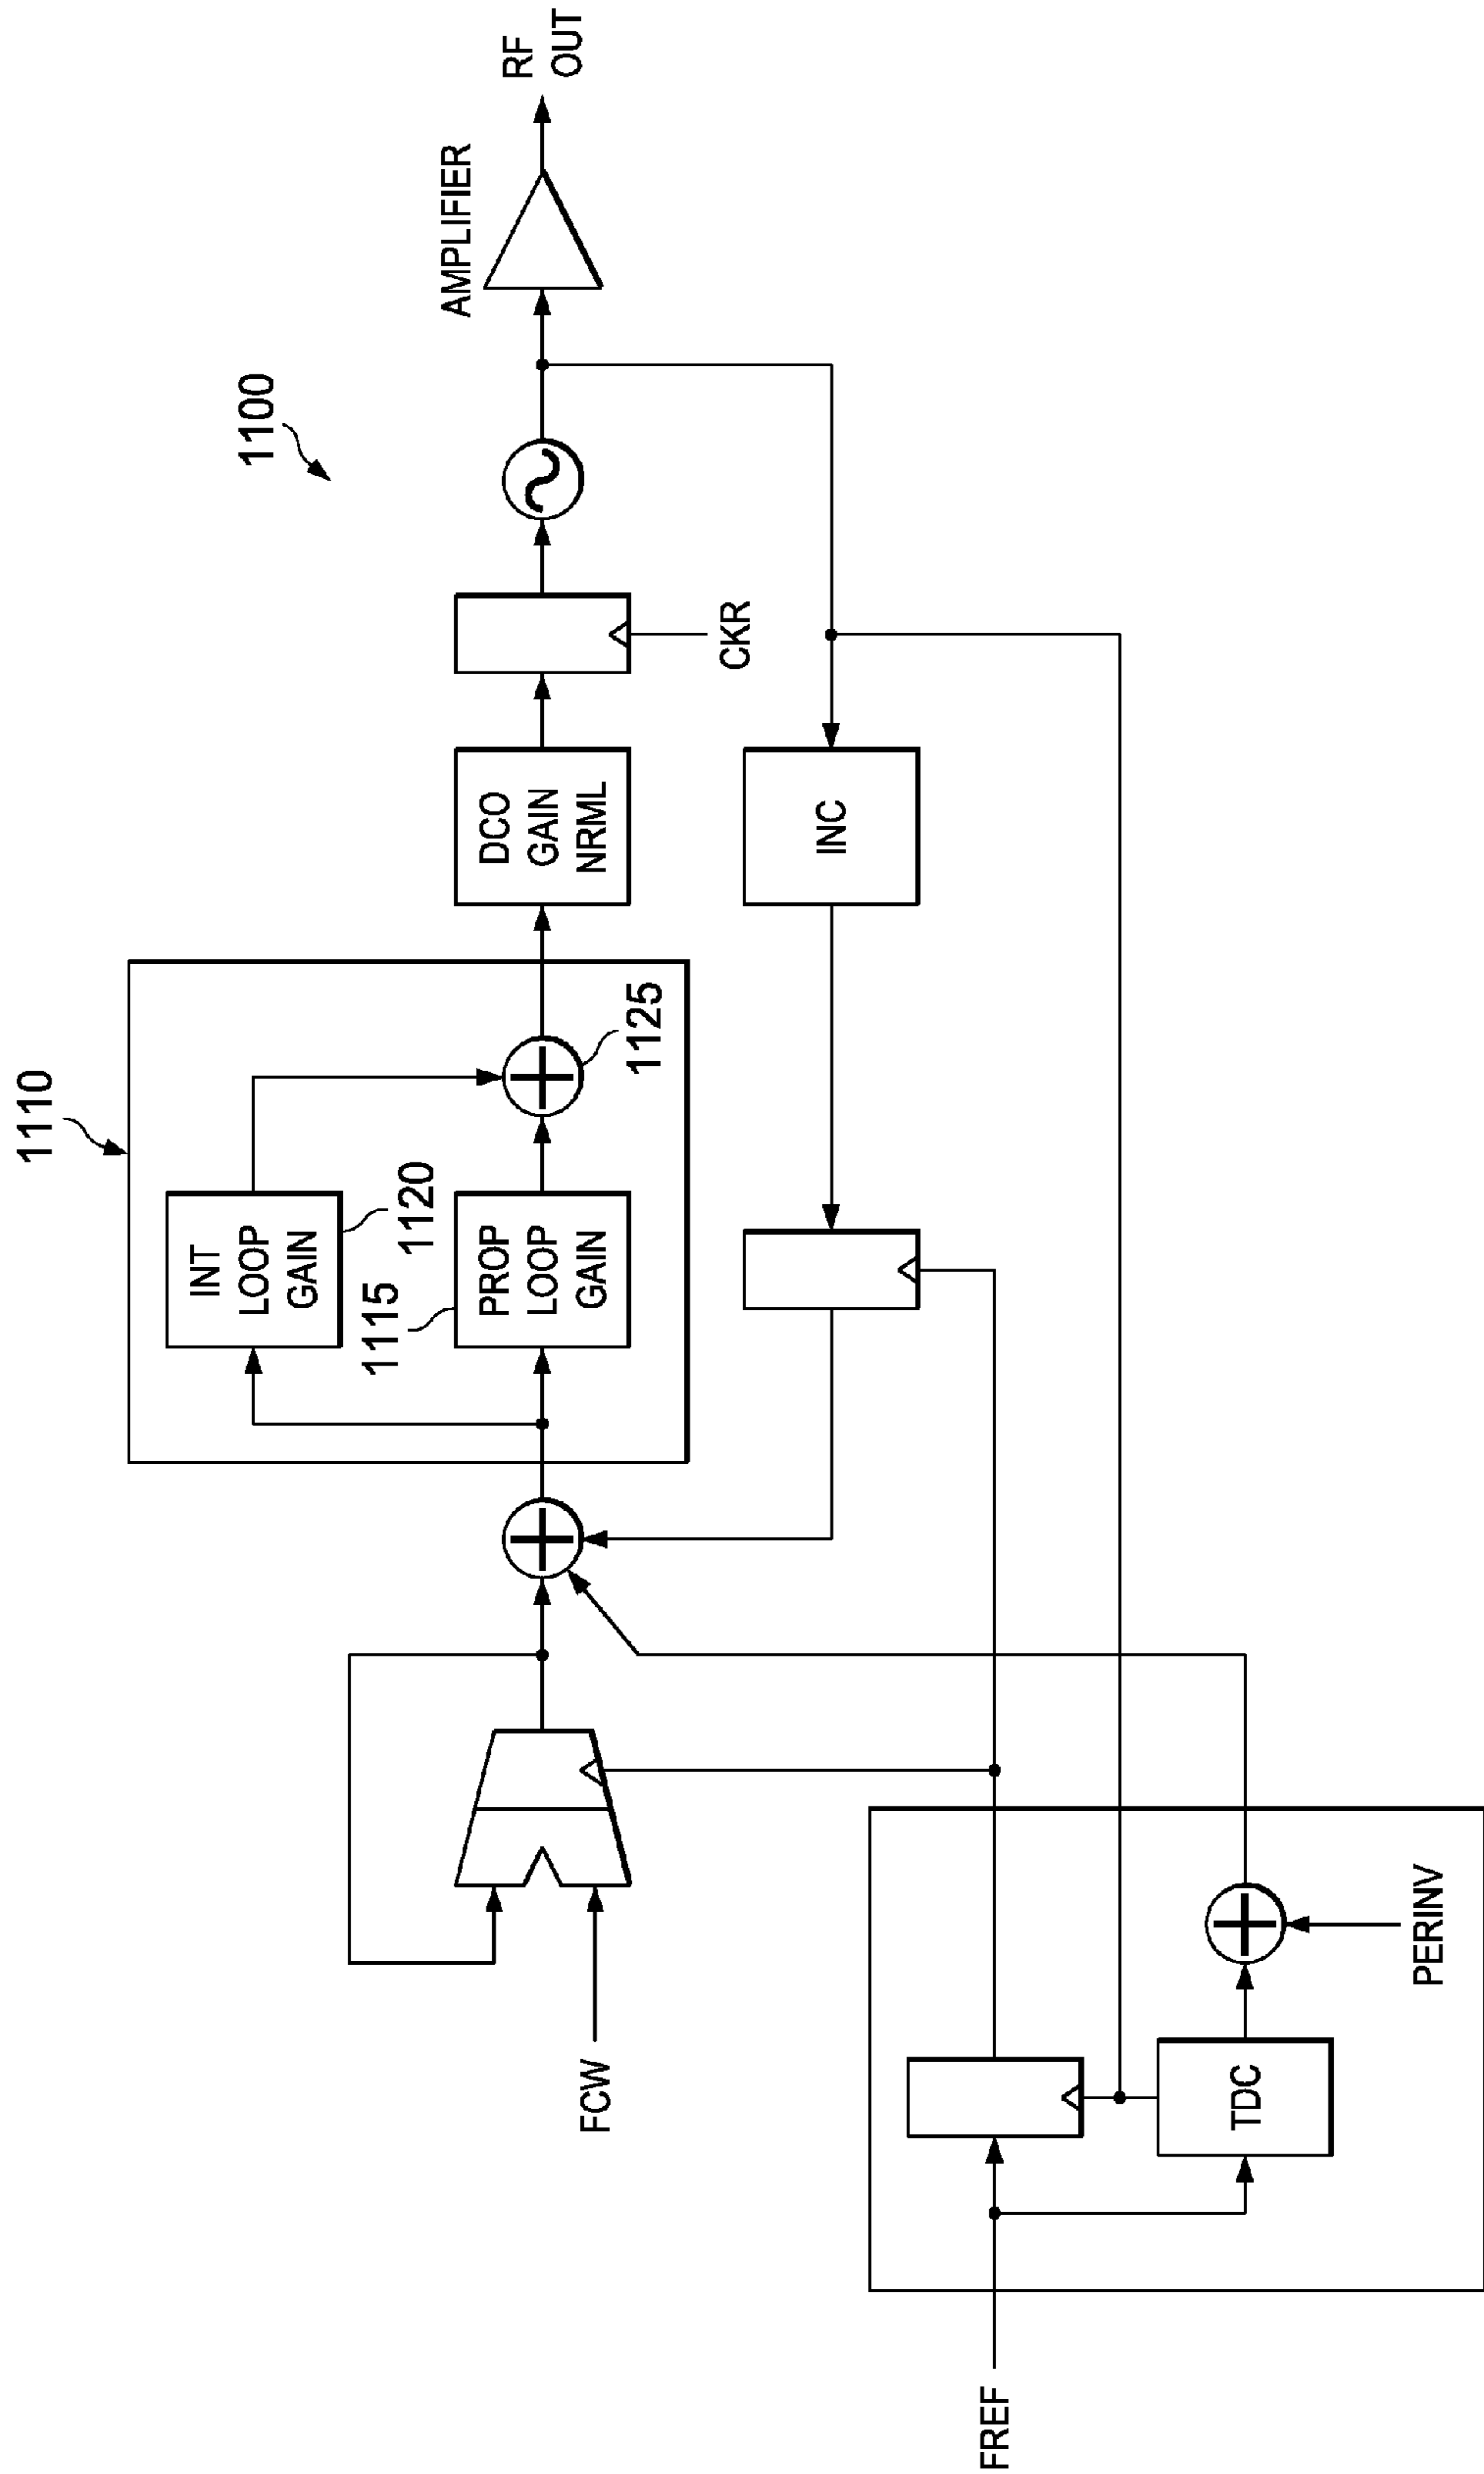 1100
1110
INT
LOOP
GAIN
1120
1115
PROP
LOOP
GAIN
1125
DCO
GAIN
NRML
CKR
AMPLIFIER
RF
OUT
INC
FCW
FREF
TDC
PERINV